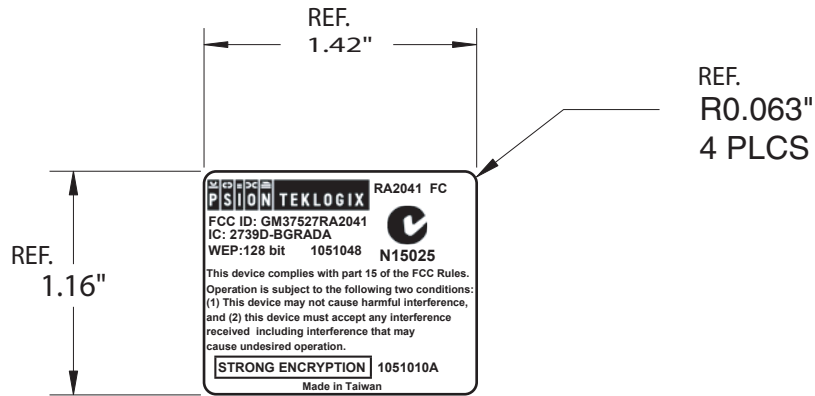 REF.
1.42"
REF.
R0.063"
4 PLCS
REF.
1.16"
PSION TEKLOGIX
RA2041 FC
FCC ID: GM37527RA2041
IC: 2739D-BGRADA
WEP:128 bit 1051048
N15025
This device complies with part 15 of the FCC Rules.
Operation is subject to the following two conditions:
(1) This device may not cause harmful interference,
and (2) this device must accept any interference
received including interference that may
cause undesired operation.
STRONG ENCRYPTION 1051010A
Made in Taiwan